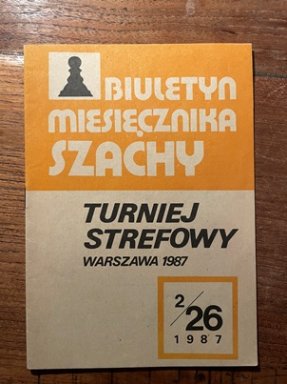 BIULETYN
MIESIĘCZNIKA
SZACHY
TURNIEJ
STREFOWY
WARSZAWA 1987
2/26
1987